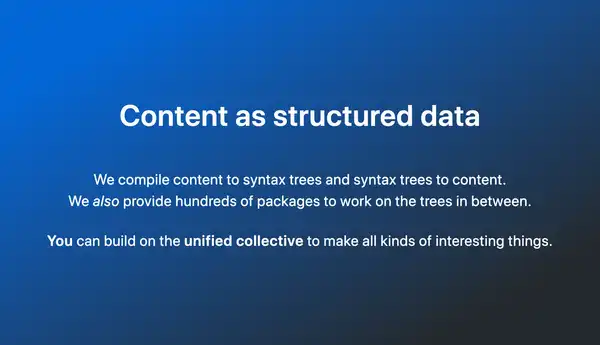 Content as structured data
We compile content to syntax trees and syntax trees to content.
We also provide hundreds of packages to work on the trees in between.
You can build on the unified collective to make all kinds of interesting things.